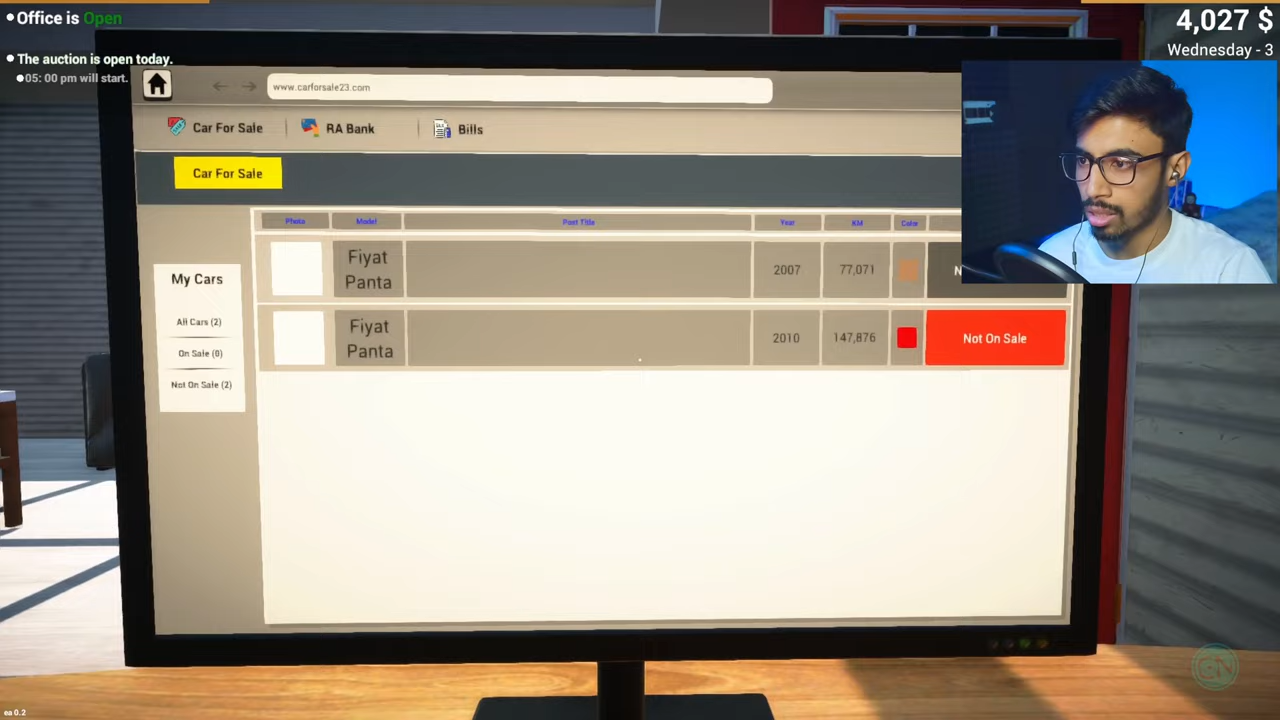 Office is Open
4,027 $
Wednesday - 3
The auction is open today.
05: 00 pm will start.
www.carforsale23.com
Car For Sale
RA Bank
Bills
Car For Sale
Photo Model Post Title Year KM Color
My Cars
All Cars (2)
On Sale (0)
Not On Sale (2)
Fiyat
Panta
2007 77,071 N
Fiyat
Panta
2010 147,876 Not On Sale
ea 0.2